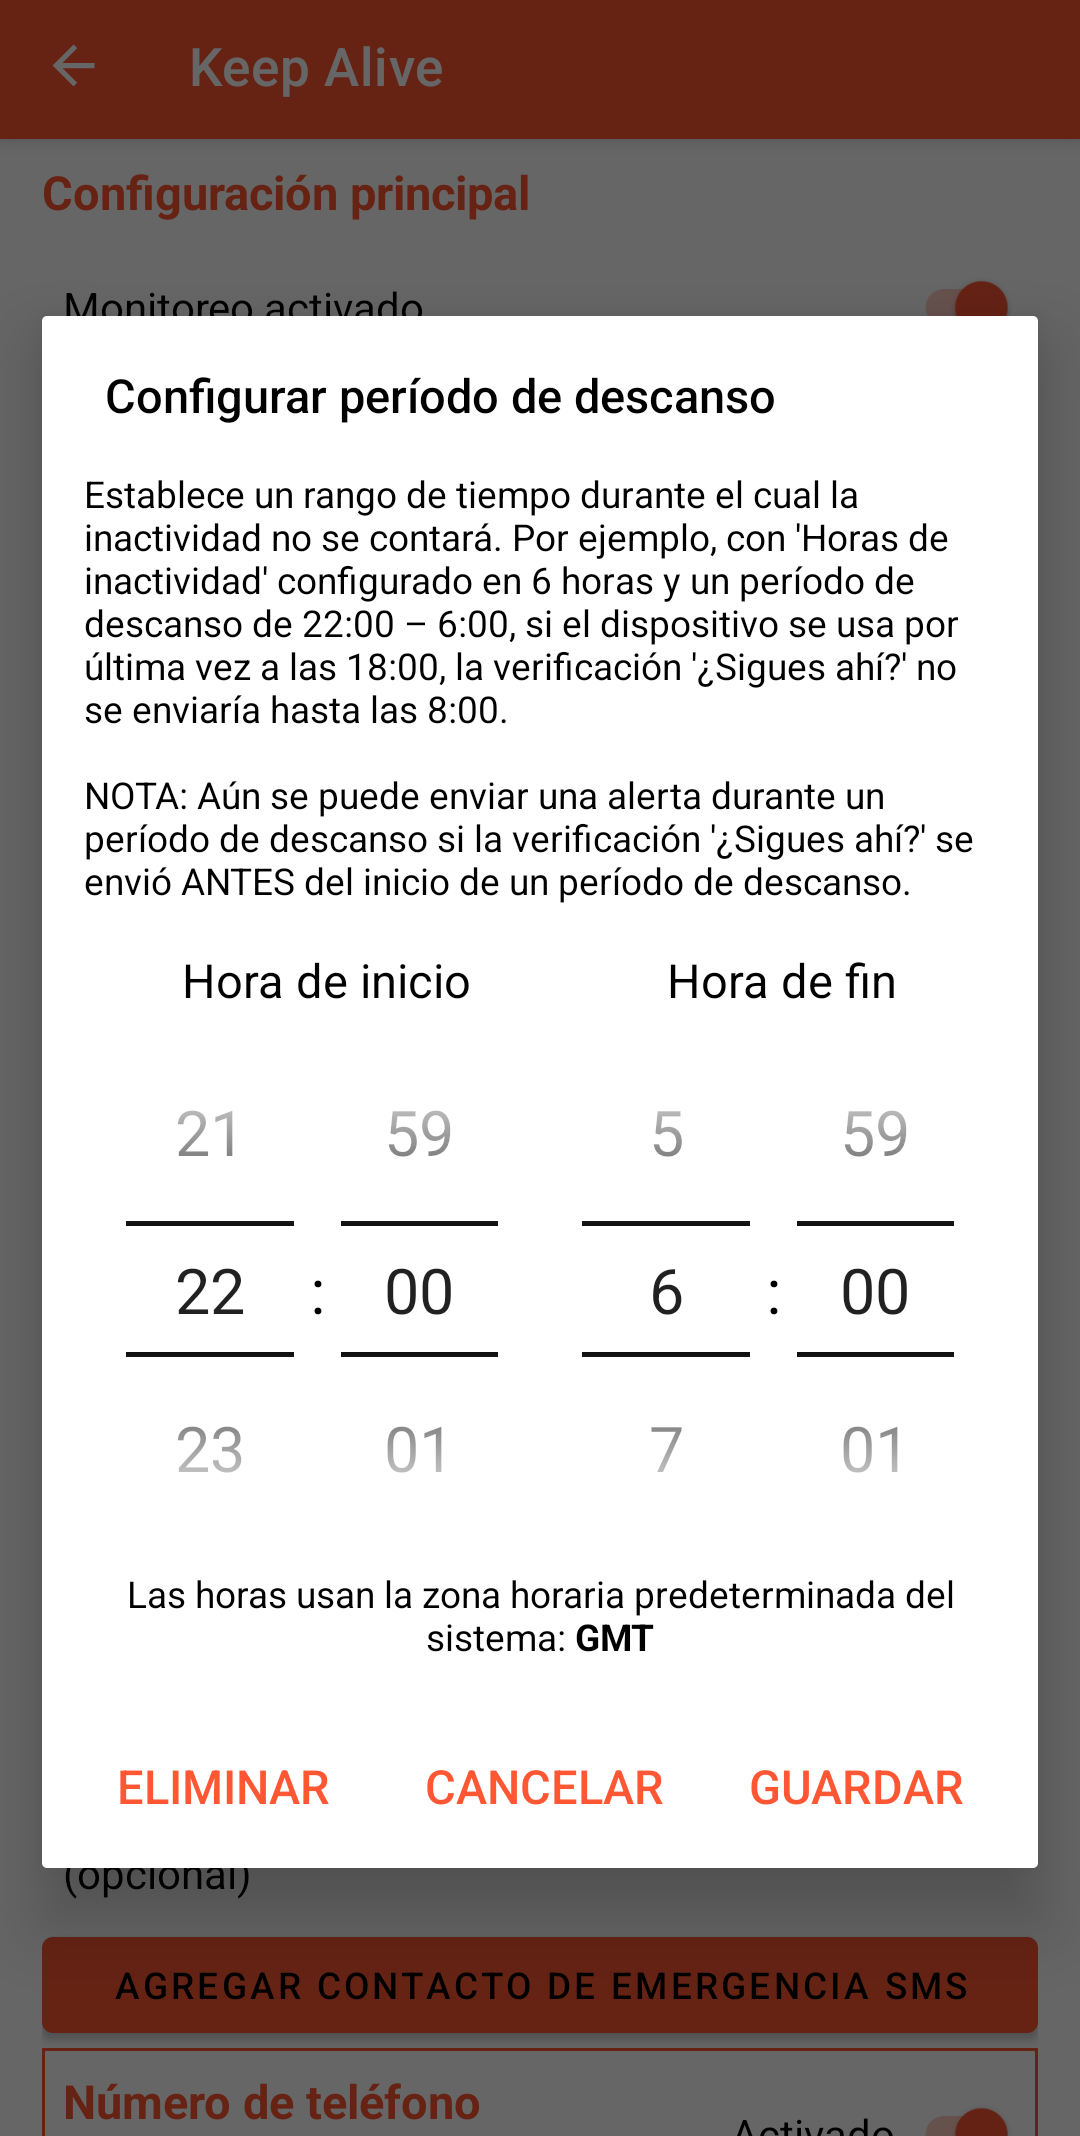 Keep Alive
Configuración principal
Monitoreo activado
Configurar período de descanso
Establece un rango de tiempo durante el cual la
inactividad no se contará. Por ejemplo, con 'Horas de
inactividad' configurado en 6 horas y un período de
descanso de 22:00 – 6:00, si el dispositivo se usa por
última vez a las 18:00, la verificación '¿Sigues ahí?' no
se enviaría hasta las 8:00.
NOTA: Aún se puede enviar una alerta durante un
período de descanso si la verificación '¿Sigues ahí?' se
envió ANTES del inicio de un período de descanso.
Hora de inicio Hora de fin
21 59 5 59
22 : 00 6 : 00
23 01 7 01
Las horas usan la zona horaria predeterminada del
sistema: GMT
ELIMINAR CANCELAR GUARDAR
(opcional)
AGREGAR CONTACTO DE EMERGENCIA SMS
Número de teléfono
Activado